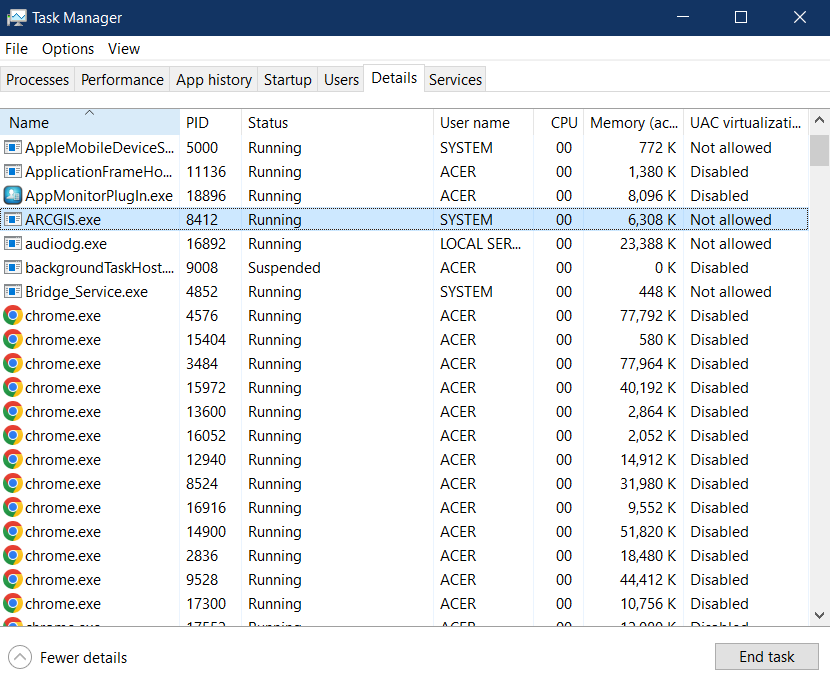 Task Manager
File Options View
Processes Performance App history Startup Users Details Services
Name PID Status User name CPU Memory (ac... UAC virtualizati...
AppleMobileDeviceS... 5000 Running SYSTEM 00 772 K Not allowed
ApplicationFrameHo... 11136 Running ACER 00 1,380 K Disabled
AppMonitorPlugIn.exe 18896 Running ACER 00 8,096 K Disabled
ARCGIS.exe 8412 Running SYSTEM 00 6,308 K Not allowed
audiodg.exe 16892 Running LOCAL SER... 00 23,388 K Not allowed
backgroundTaskHost.... 9008 Suspended ACER 00 0 K Disabled
Bridge_Service.exe 4852 Running SYSTEM 00 448 K Not allowed
chrome.exe 4576 Running ACER 00 77,792 K Disabled
chrome.exe 15404 Running ACER 00 580 K Disabled
chrome.exe 3484 Running ACER 00 77,964 K Disabled
chrome.exe 15972 Running ACER 00 40,192 K Disabled
chrome.exe 13600 Running ACER 00 2,864 K Disabled
chrome.exe 16052 Running ACER 00 2,052 K Disabled
chrome.exe 12940 Running ACER 00 14,912 K Disabled
chrome.exe 8524 Running ACER 00 31,980 K Disabled
chrome.exe 16916 Running ACER 00 9,552 K Disabled
chrome.exe 14900 Running ACER 00 51,820 K Disabled
chrome.exe 2836 Running ACER 00 18,480 K Disabled
chrome.exe 9528 Running ACER 00 44,412 K Disabled
chrome.exe 17300 Running ACER 00 10,756 K Disabled
chrome.exe Running ACER 00 Disabled
Fewer details End task